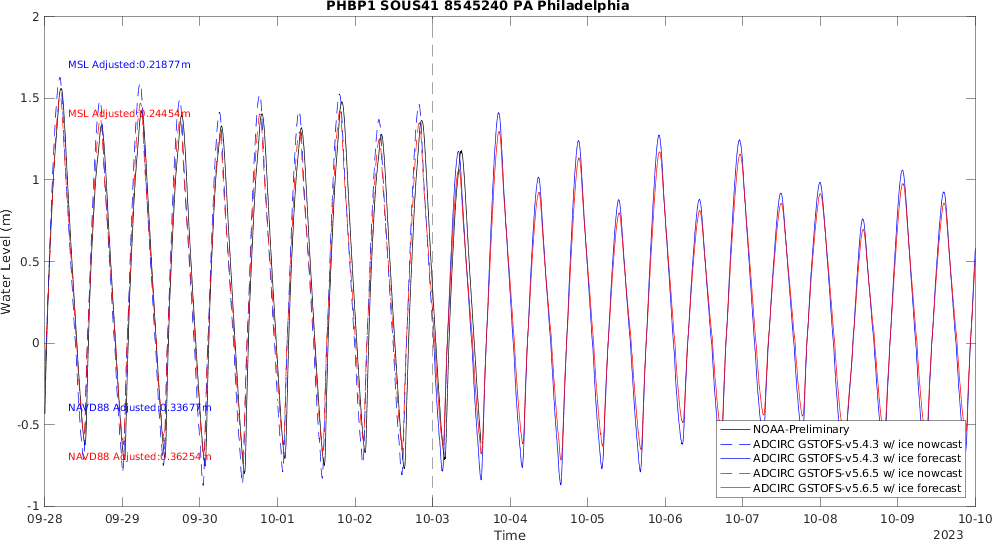 PHBP1 SOUS41 8545240 PA Philadelphia
2
MSL Adjusted:0.21877m
1.5
MSL Adjusted:0.24454m
1
0.5
Water Level (m)
0
NAVD88 Adjusted:0.33677m
-0.5
NAVD88 Adjusted:0.36254m
-1
NOAA-Preliminary
ADCIRC GSTOFS-v5.4.3 w/ ice nowcast
ADCIRC GSTOFS-v5.4.3 w/ ice forecast
ADCIRC GSTOFS-v5.6.5 w/ ice nowcast
ADCIRC GSTOFS-v5.6.5 w/ ice forecast
09-28 09-29 09-30 10-01 10-02 10-03 10-04 10-05 10-06 10-07 10-08 10-09 10-10
Time
2023